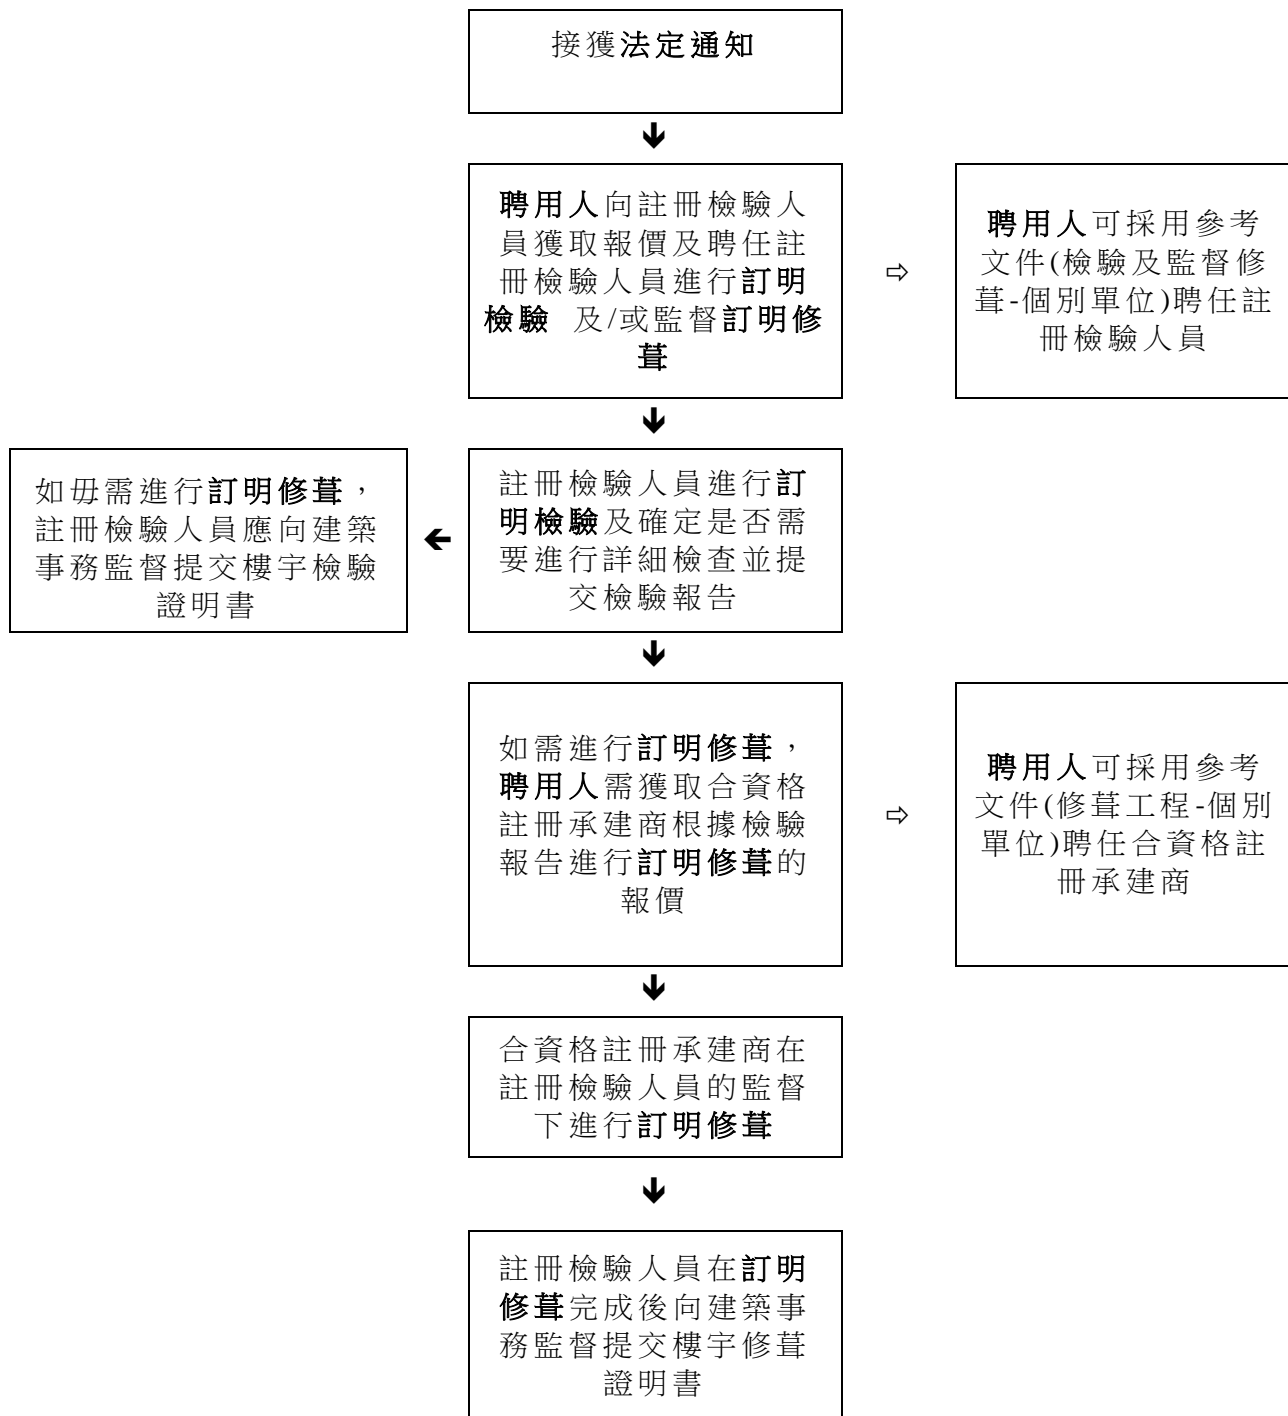 接獲法定通知
聘用人向註冊檢驗人
員獲取報價及聘任註
冊檢驗人員進行訂明
檢驗 及/或監督訂明修
葺
聘用人可採用參考
文件(檢驗及監督修
葺-個別單位)聘任註
冊檢驗人員
如毋需進行訂明修葺，
註冊檢驗人員應向建築
事務監督提交樓宇檢驗
證明書
註冊檢驗人員進行訂
明檢驗及確定是否需
要進行詳細檢查並提
交檢驗報告
如需進行訂明修葺，
聘用人需獲取合資格
註冊承建商根據檢驗
報告進行訂明修葺的
報價
聘用人可採用參考
文件(修葺工程-個別
單位)聘任合資格註
冊承建商
合資格註冊承建商在
註冊檢驗人員的監督
下進行訂明修葺
註冊檢驗人員在訂明
修葺完成後向建築事
務監督提交樓宇修葺
證明書